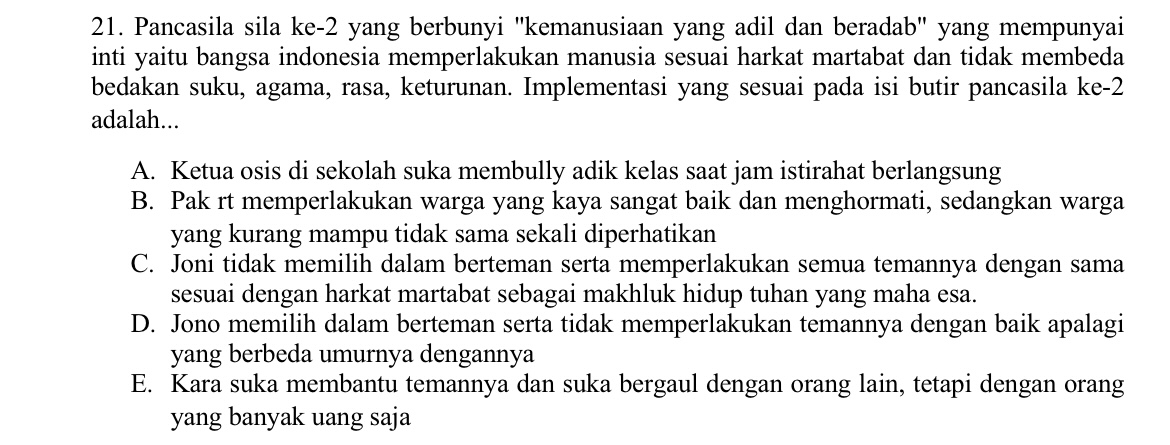 21. Pancasila sila ke-2 yang berbunyi "kemanusiaan yang adil dan beradab" yang mempunyai
inti yaitu bangsa indonesia memperlakukan manusia sesuai harkat martabat dan tidak membeda
bedakan suku, agama, rasa, keturunan. Implementasi yang sesuai pada isi butir pancasila ke-2
adalah...
A. Ketua osis di sekolah suka membully adik kelas saat jam istirahat berlangsung
B. Pak rt memperlakukan warga yang kaya sangat baik dan menghormati, sedangkan warga
yang kurang mampu tidak sama sekali diperhatikan
C. Joni tidak memilih dalam berteman serta memperlakukan semua temannya dengan sama
sesuai dengan harkat martabat sebagai makhluk hidup tuhan yang maha esa.
D. Jono memilih dalam berteman serta tidak memperlakukan temannya dengan baik apalagi
yang berbeda umurnya dengannya
E. Kara suka membantu temannya dan suka bergaul dengan orang lain, tetapi dengan orang
yang banyak uang saja